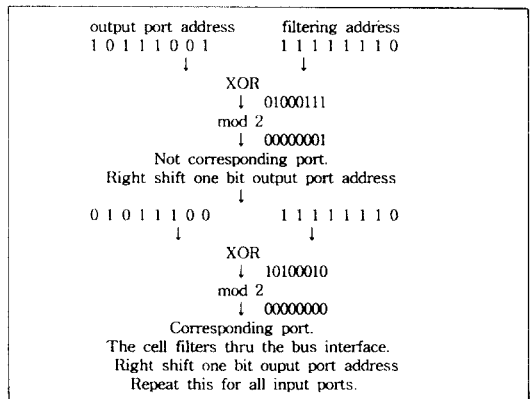 output port address filtering address
1 0 1 1 1 0 0 1 1 1 1 1 1 1 1 0
↓ ↓
XOR
↓ 01000111
mod 2
↓ 00000001
Not corresponding port.
Right shift one bit output port address
↓
0 1 0 1 1 1 0 0 1 1 1 1 1 1 1 0
↓ ↓
XOR
↓ 10100010
mod 2
↓ 00000000
Corresponding port.
The cell filters thru the bus interface.
Right shift one bit ouput port address
Repeat this for all input ports.